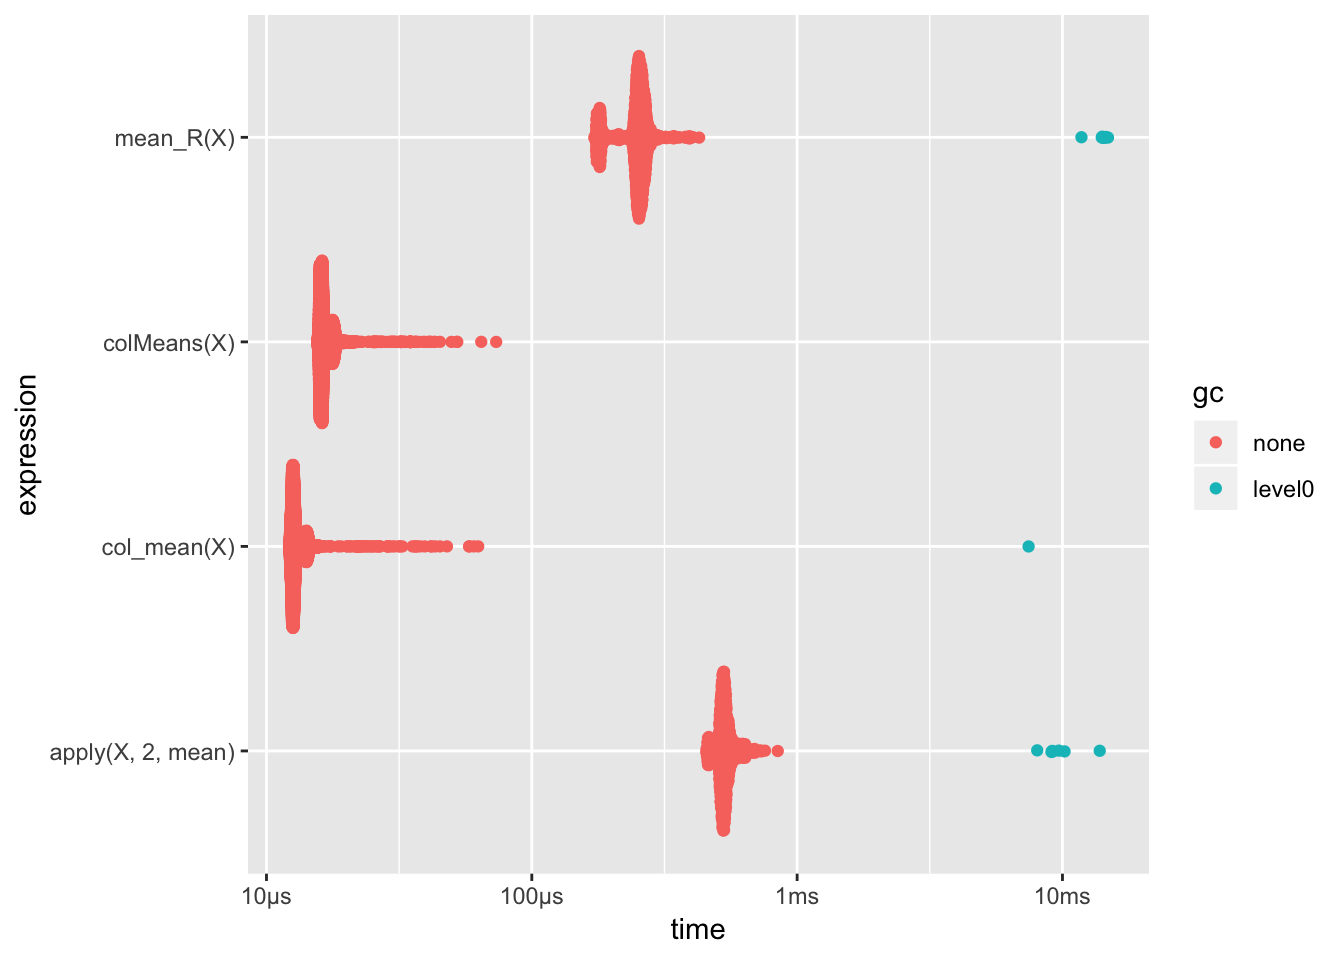 mean_R(X)
colMeans(X)
col_mean(X)
apply(X, 2, mean)
expression
10µs
100µs
1ms
10ms
time
gc
none
level0